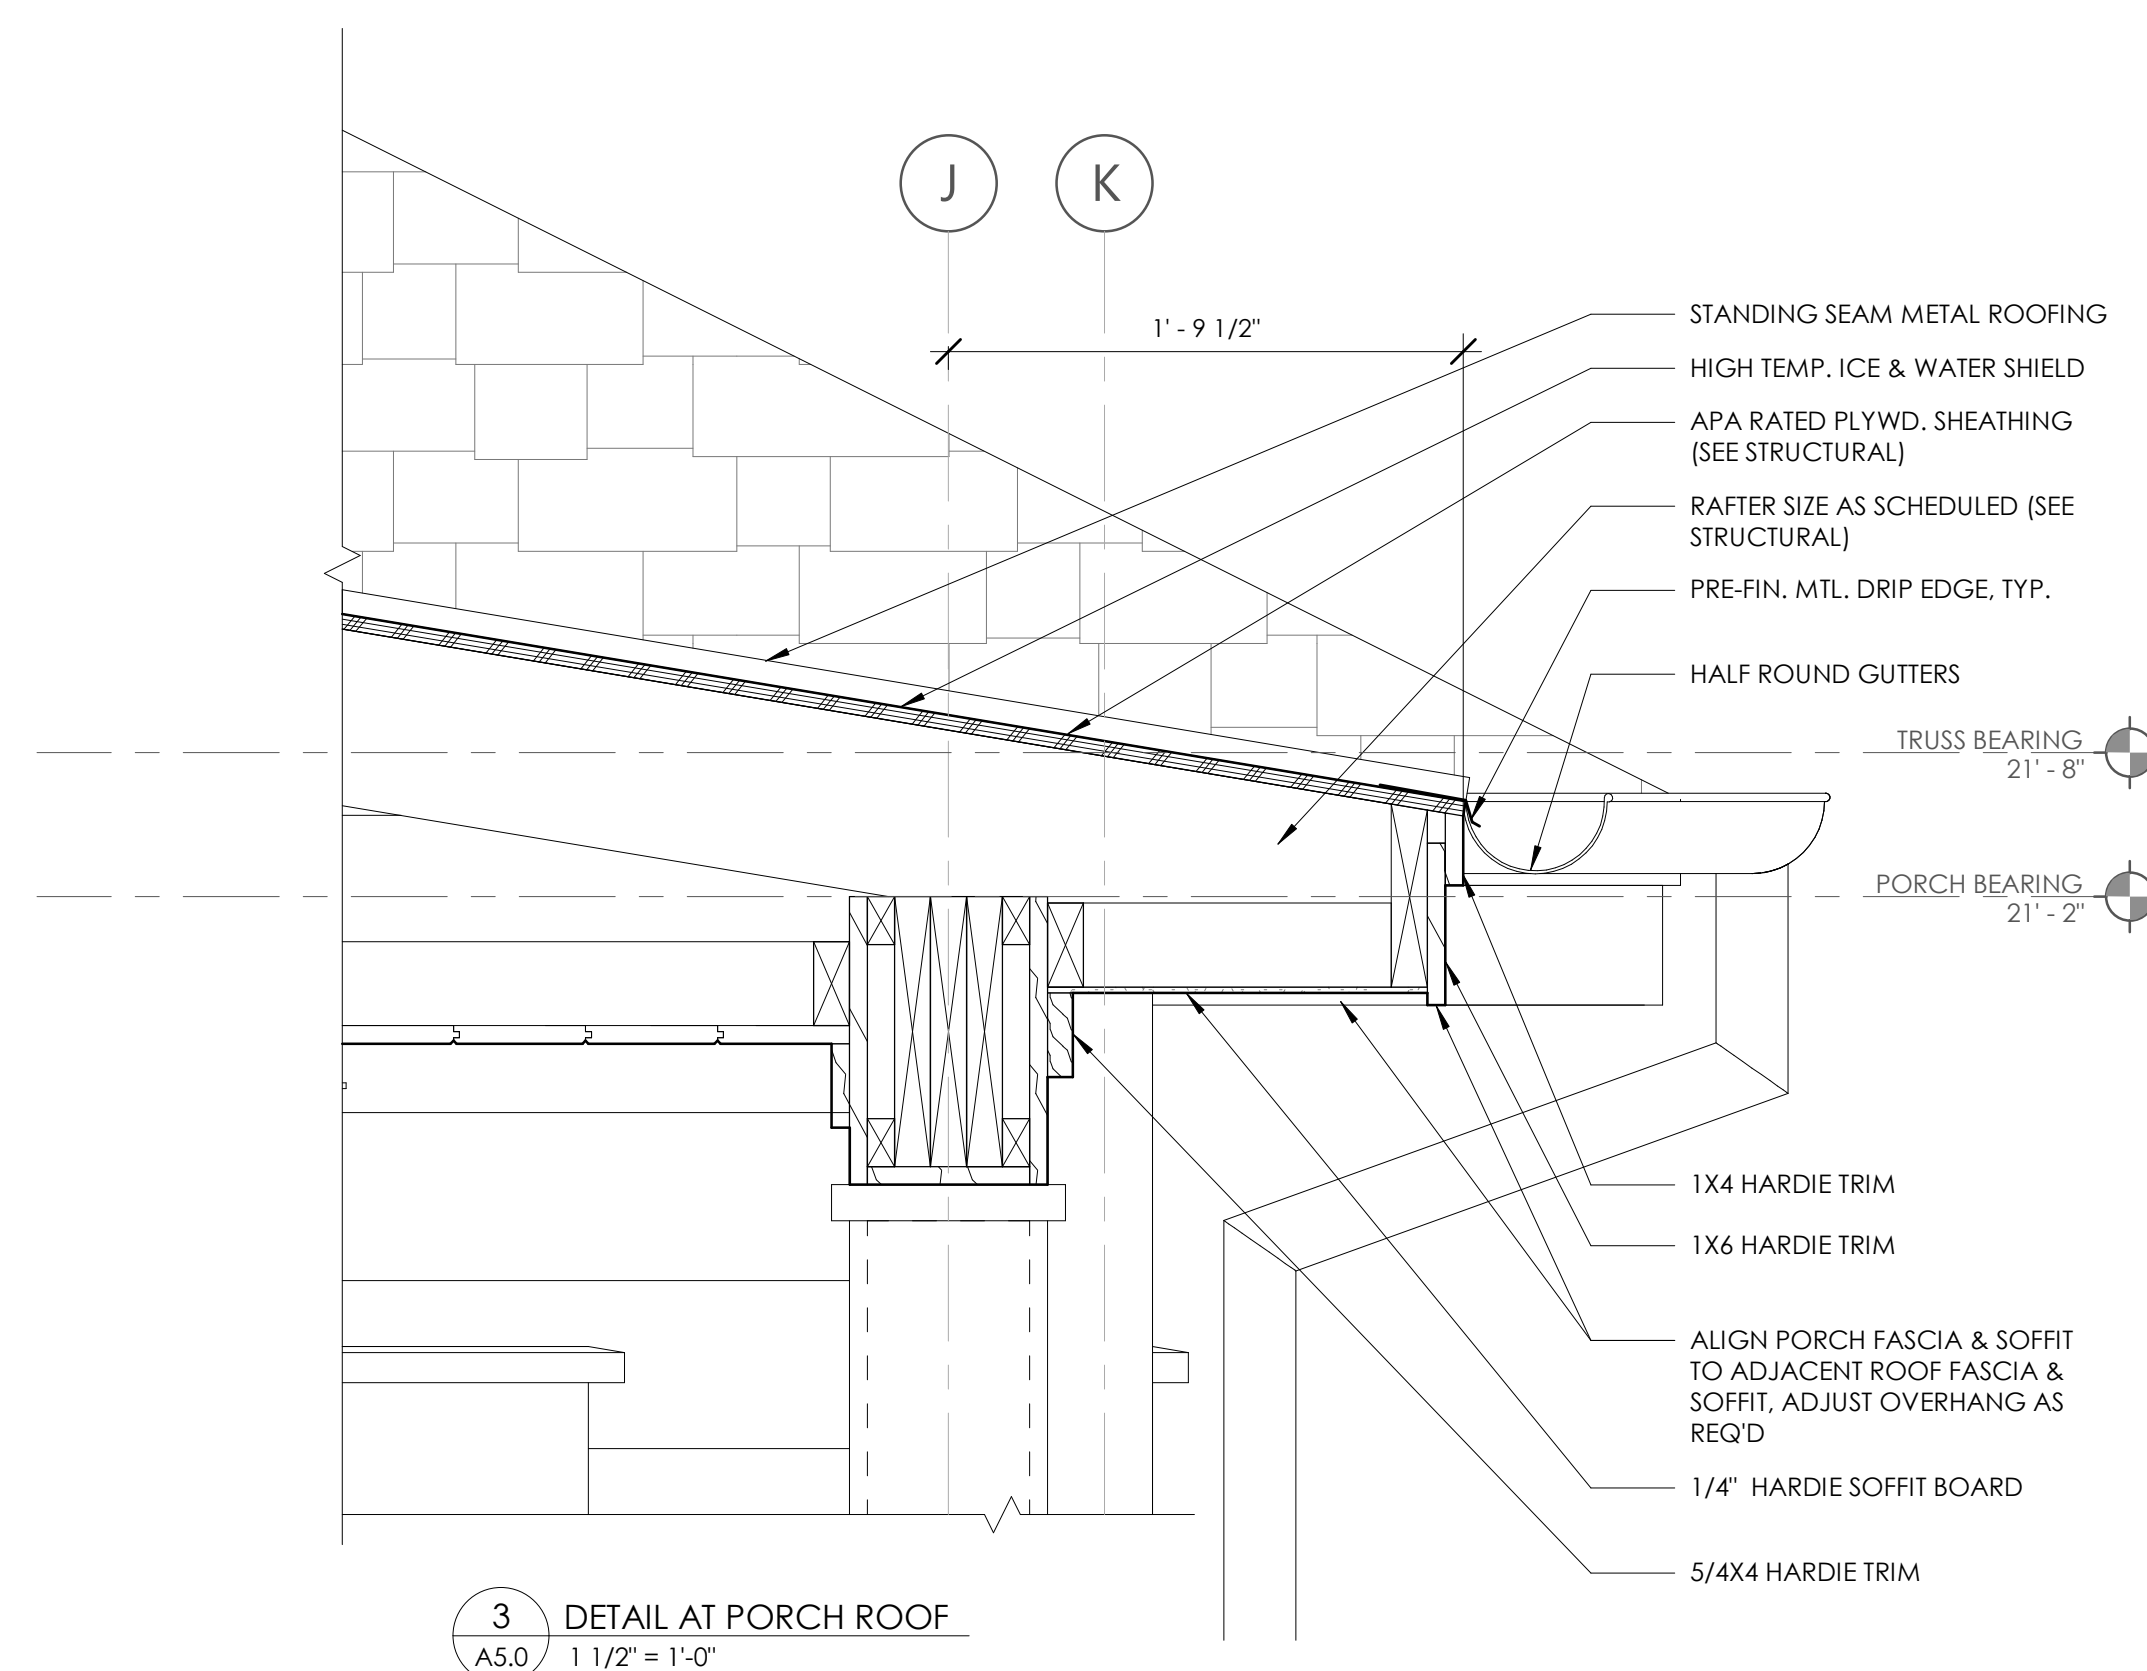 J
K
1' - 9 1/2"
STANDING SEAM METAL ROOFING
HIGH TEMP. ICE & WATER SHIELD
APA RATED PLYWD. SHEATHING
(SEE STRUCTURAL)
RAFTER SIZE AS SCHEDULED (SEE
STRUCTURAL)
PRE-FIN. MTL. DRIP EDGE, TYP.
HALF ROUND GUTTERS
TRUSS BEARING
21' - 8"
PORCH BEARING
21' - 2"
1X4 HARDIE TRIM
1X6 HARDIE TRIM
ALIGN PORCH FASCIA & SOFFIT
TO ADJACENT ROOF FASCIA &
SOFFIT, ADJUST OVERHANG AS
REQ'D
1/4" HARDIE SOFFIT BOARD
5/4X4 HARDIE TRIM
3
DETAIL AT PORCH ROOF
A5.0
1 1/2" = 1'-0"